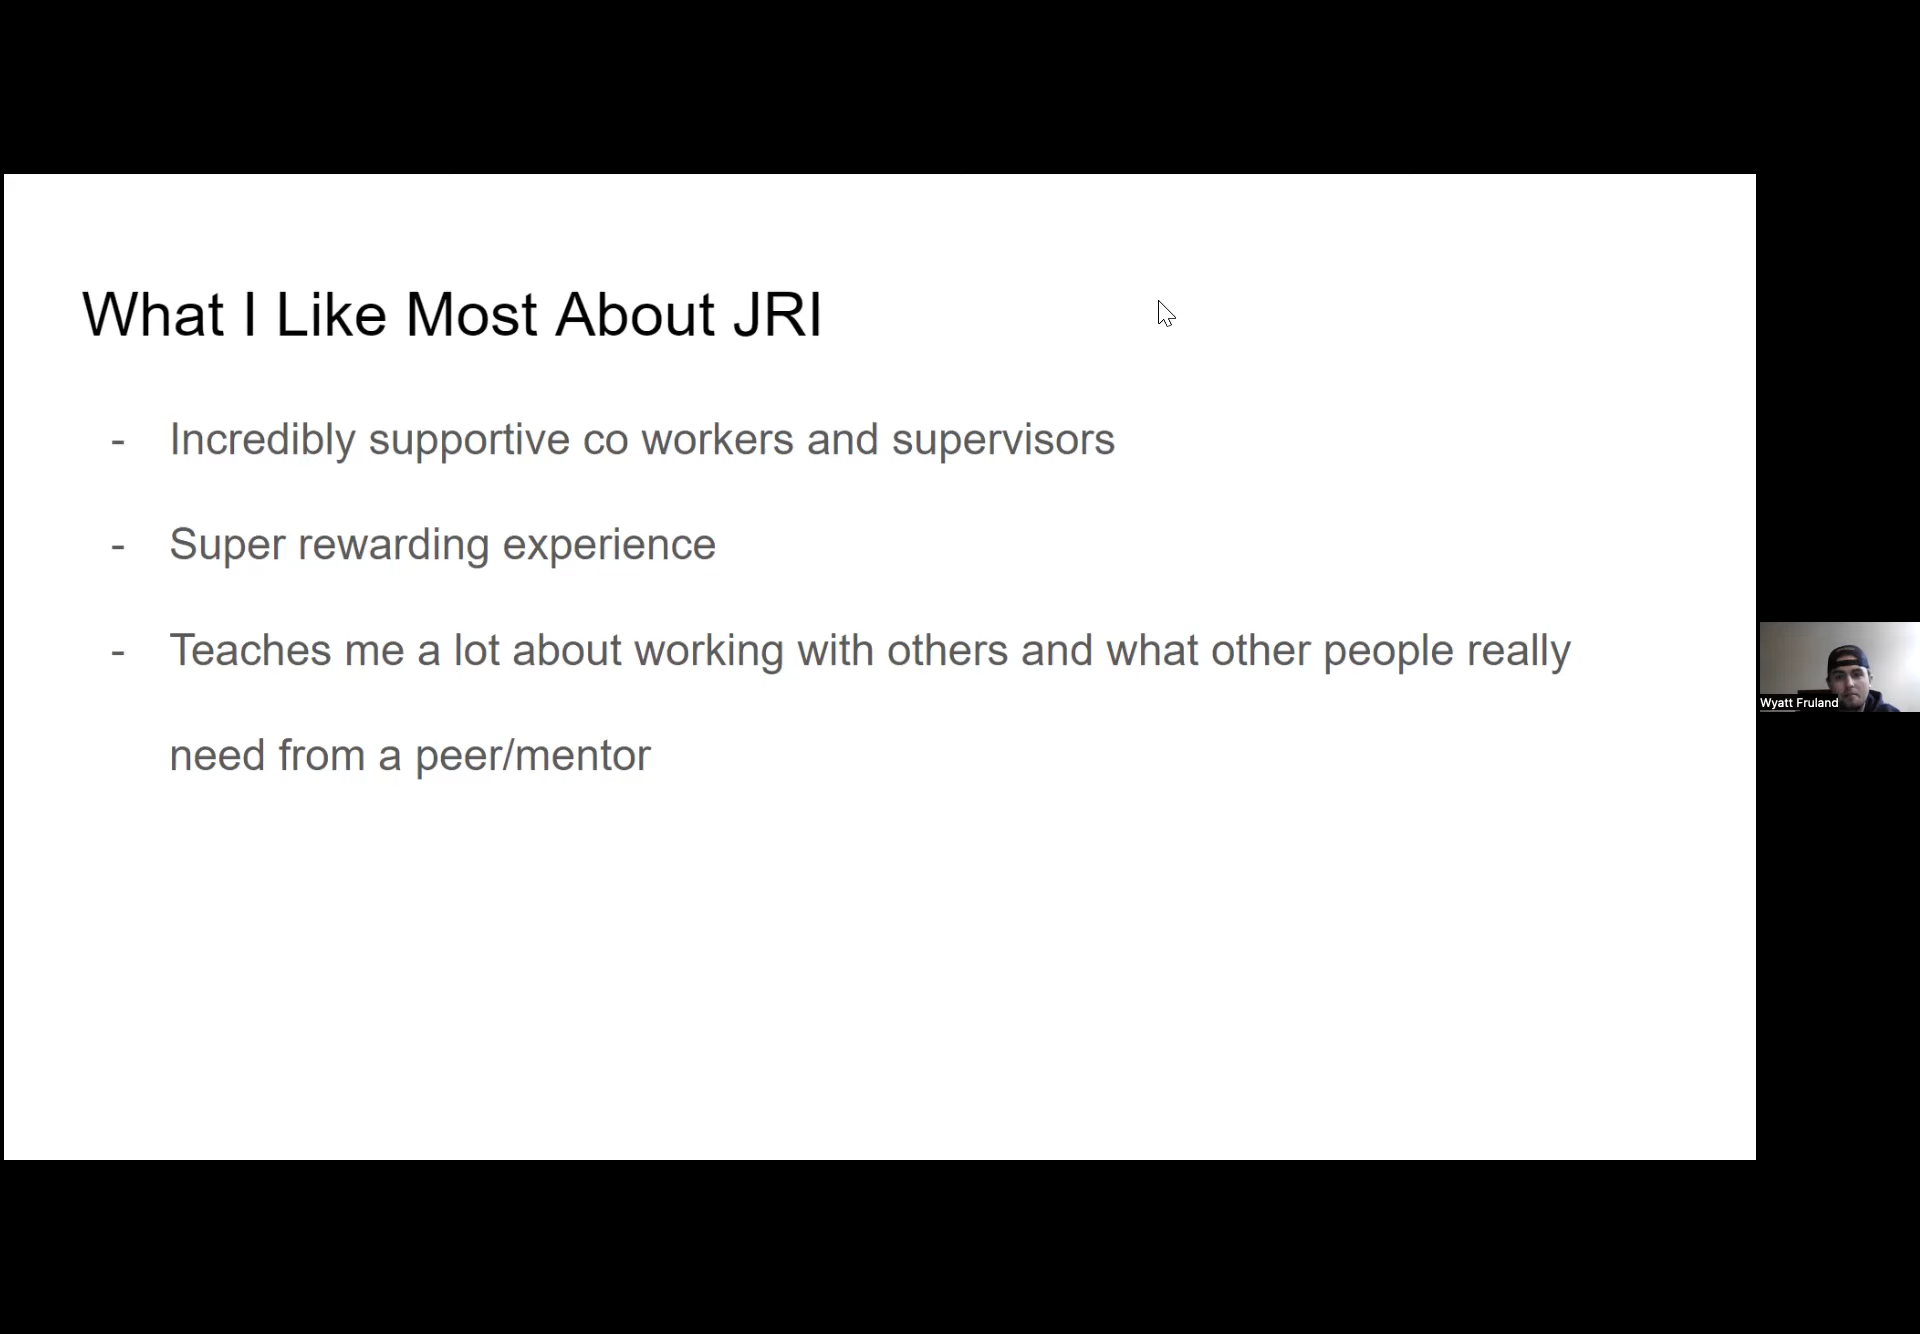 What I Like Most About JRI
- Incredibly supportive co workers and supervisors
- Super rewarding experience
- Teaches me a lot about working with others and what other people really
need from a peer/mentor
Wyatt Fruland